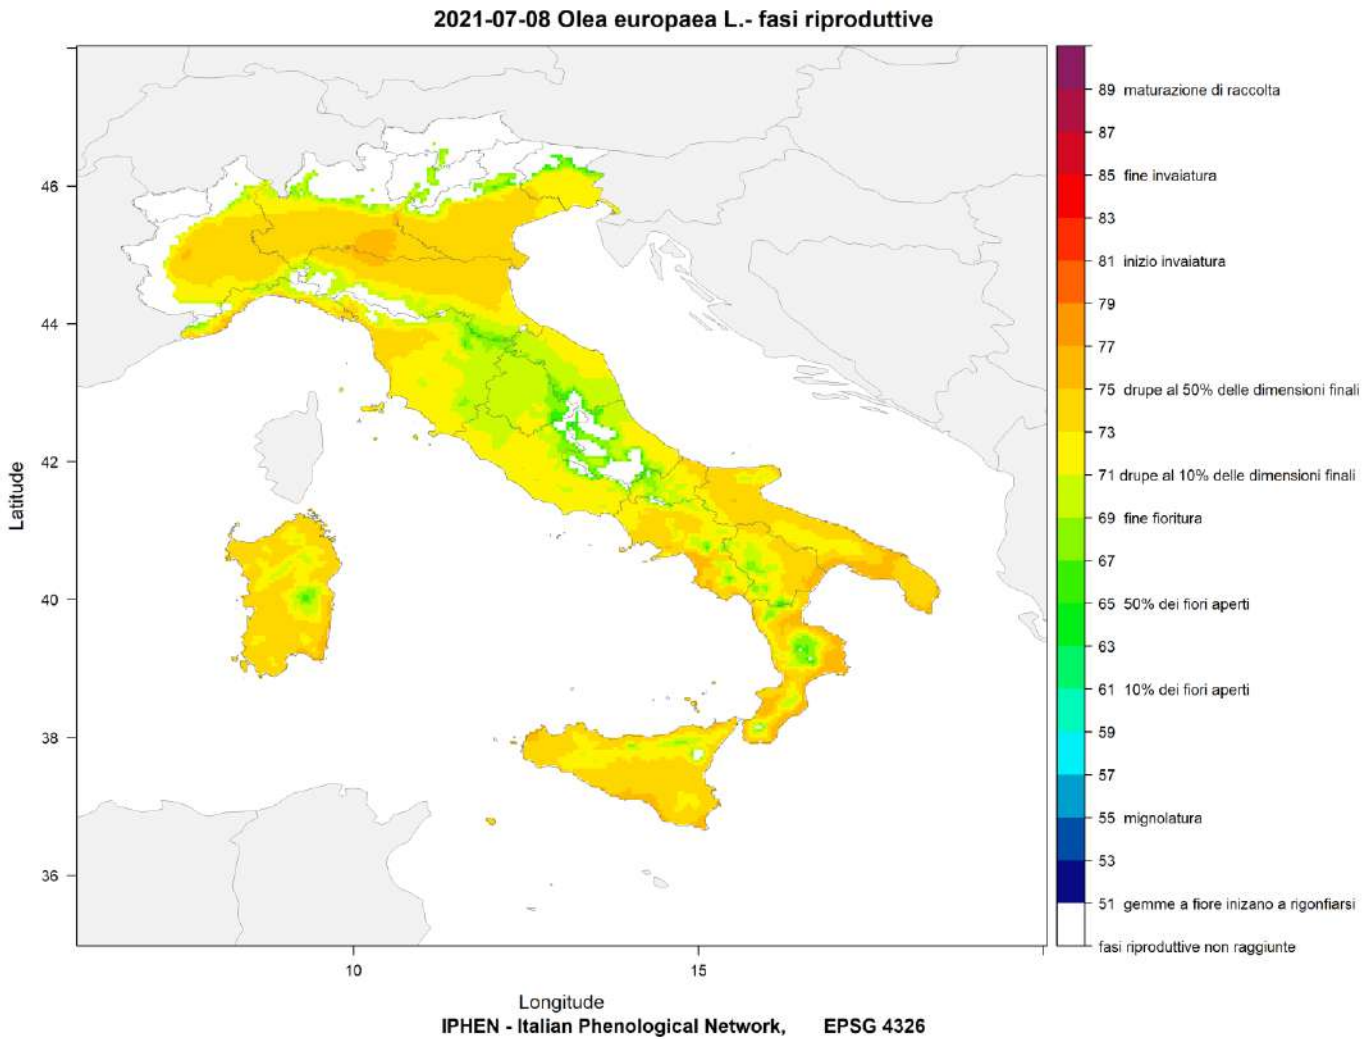 2021-07-08 Olea europaea L.- fasi riproduttive
Latitude
46
44
42
40
38
36
10
15
Longitude
IPHEN - Italian Phenological Network, EPSG 4326
89 maturazione di raccolta
87
85 fine invaiatura
83
81 inizio invaiatura
79
77
75 drupe al 50% delle dimensioni finali
73
71 drupe al 10% delle dimensioni finali
69 fine fioritura
67
65 50% dei fiori aperti
63
61 10% dei fiori aperti
59
57
55 mignolatura
53
51 gemme a fiore inizano a rigonfiarsi
fasi riproduttive non raggiunte